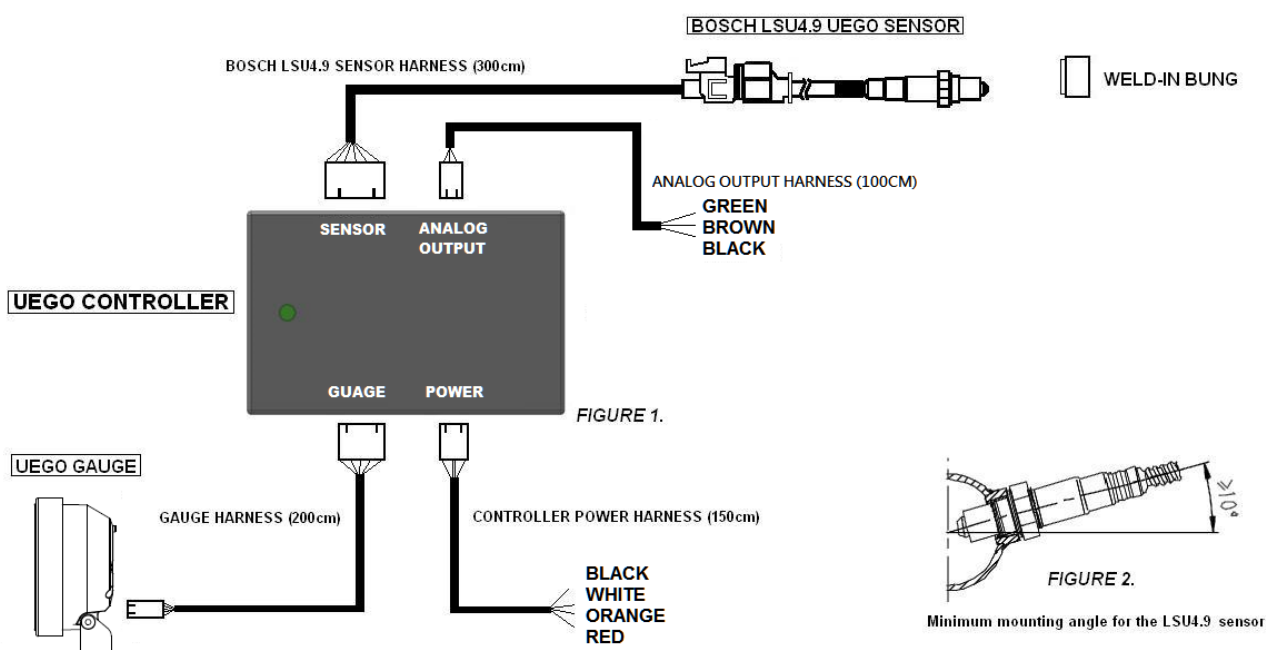 BOSCH LSU4.9 UEGO SENSOR
BOSCH LSU4.9 SENSOR HARNESS (300cm)
WELD-IN BUNG
ANALOG OUTPUT HARNESS (100CM)
GREEN
BROWN
BLACK
SENSOR
ANALOG
OUTPUT
UEGO CONTROLLER
GUAGE
POWER
FIGURE 1.
UEGO GAUGE
GAUGE HARNESS (200cm)
CONTROLLER POWER HARNESS (150cm)
BLACK
WHITE
ORANGE
RED
≥10°
FIGURE 2.
Minimum mounting angle for the LSU4.9 sensor